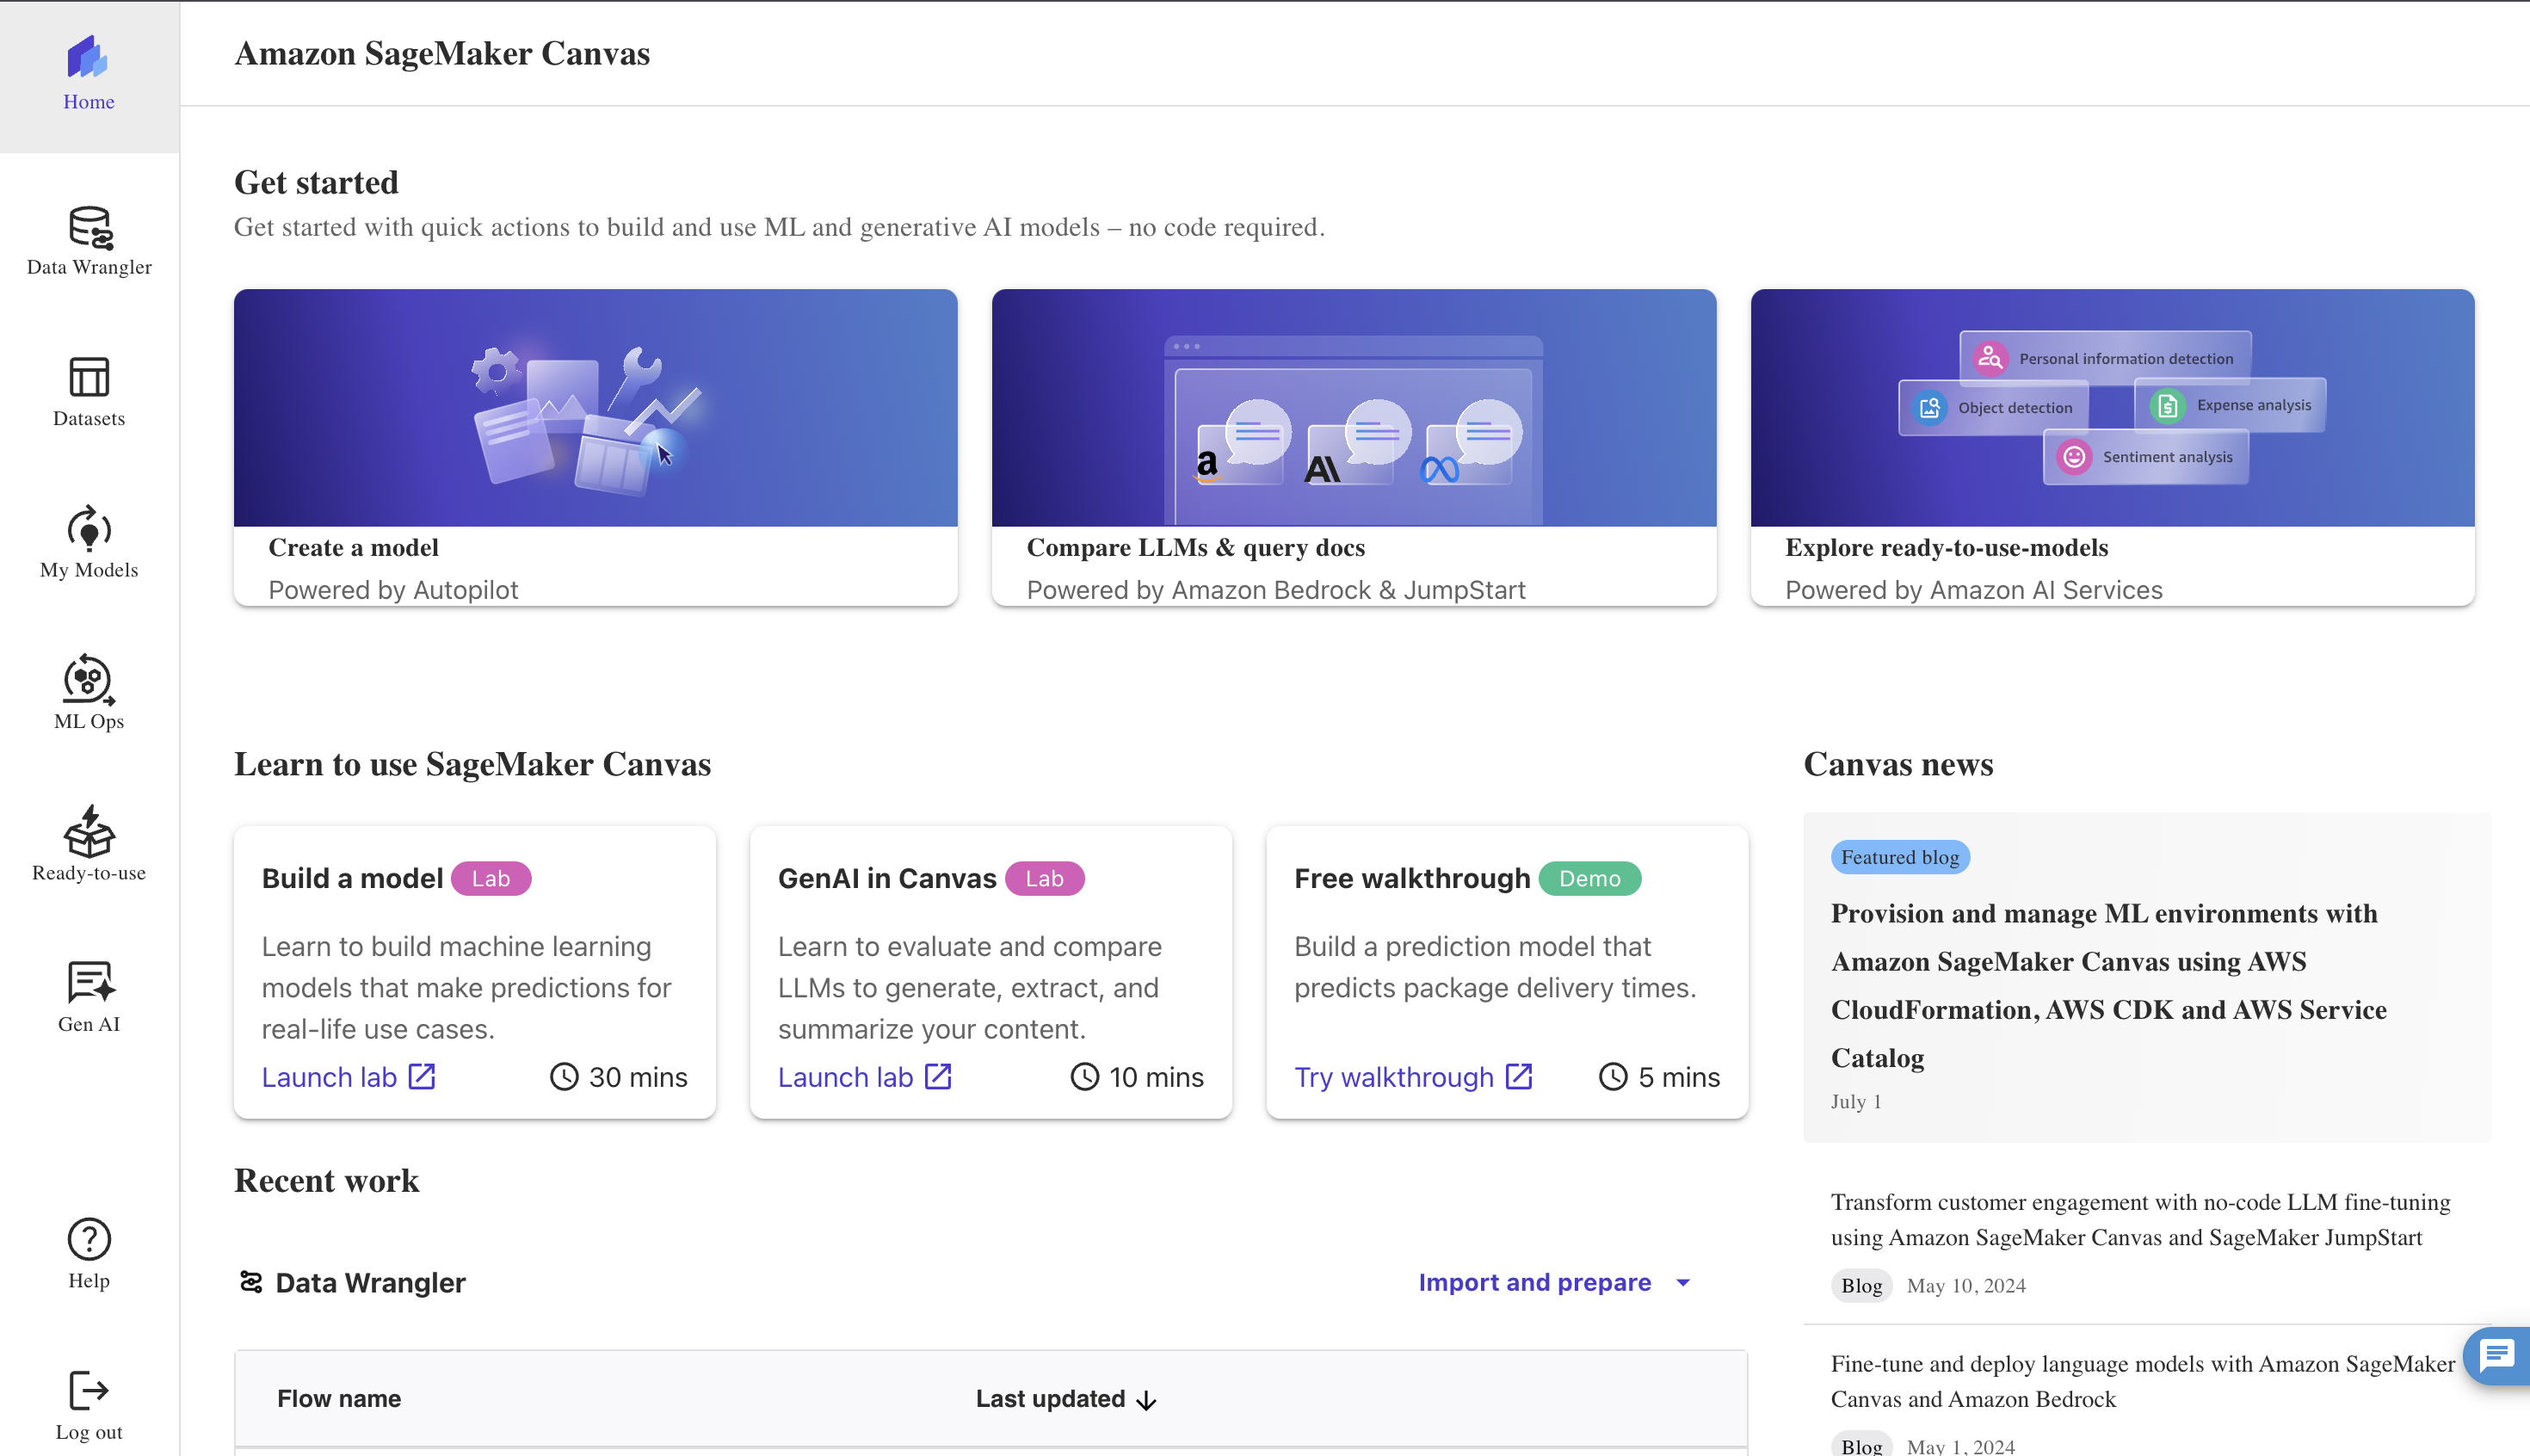 Home
Data Wrangler
Datasets
My Models
ML Ops
Ready-to-use
Gen AI
Help
Log out
Amazon SageMaker Canvas
Get started
Get started with quick actions to build and use ML and generative AI models – no code required.
Create a model
Powered by Autopilot
a
A\
Compare LLMs & query docs
Powered by Amazon Bedrock & JumpStart
Personal information detection
Object detection
Expense analysis
Sentiment analysis
Explore ready-to-use-models
Powered by Amazon AI Services
Learn to use SageMaker Canvas
Build a model Lab
Learn to build machine learning
models that make predictions for
real-life use cases.
Launch lab 30 mins
GenAI in Canvas Lab
Learn to evaluate and compare
LLMs to generate, extract, and
summarize your content.
Launch lab 10 mins
Free walkthrough Demo
Build a prediction model that
predicts package delivery times.
Try walkthrough 5 mins
Recent work
Data Wrangler Import and prepare
Flow name Last updated
Canvas news
Featured blog
Provision and manage ML environments with
Amazon SageMaker Canvas using AWS
CloudFormation, AWS CDK and AWS Service
Catalog
July 1
Transform customer engagement with no-code LLM fine-tuning
using Amazon SageMaker Canvas and SageMaker JumpStart
Blog May 10, 2024
Fine-tune and deploy language models with Amazon SageMaker
Canvas and Amazon Bedrock
Blog May 1, 2024